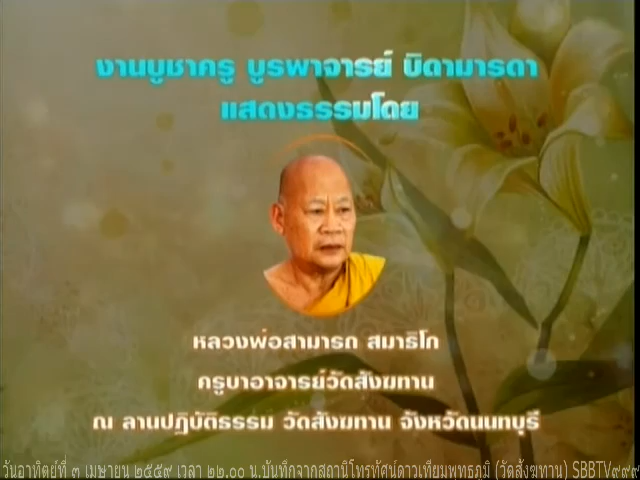 งานบูชาครู บูรพาจารย์ บิดามารดา
แสดงธรรมโดย
หลวงพ่อสามารถ สมาธิโก
ครูบาอาจารย์วัดสังฆทาน
ณ ลานปฏิบัติธรรม วัดสังฆทาน จังหวัดนนทบุรี
วันอาทิตย์ที่ ๓ เมษายน ๒๕๕๙ เวลา ๒๒.๐๐ น.บันทึกจากสถานีโทรทัศน์ดาวเทียมพุทธภูมิ (วัดสังฆทาน) SBBTV๙๙๙